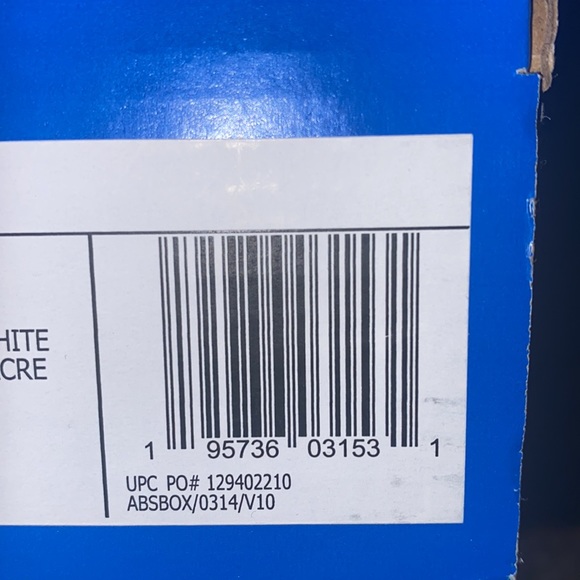 HITE
CRE
1 95736 03153 1
UPC PO# 129402210
ABSBOX/0314/V10